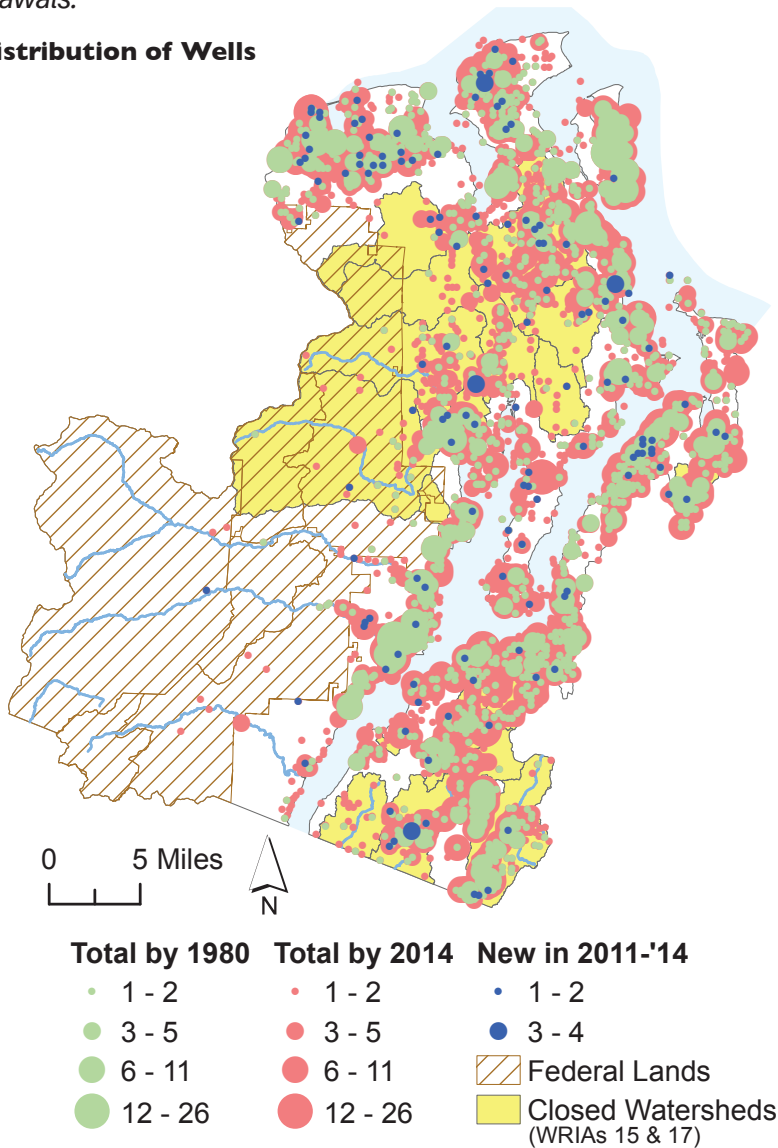 istribution of Wells
0 5 Miles
N
Total by 1980 Total by 2014 New in 2011-'14
1 - 2 1 - 2 1 - 2
3 - 5 3 - 5 3 - 4
6 - 11 6 - 11 Federal Lands
12 - 26 12 - 26 Closed Watersheds
(WRIAs 15 & 17)